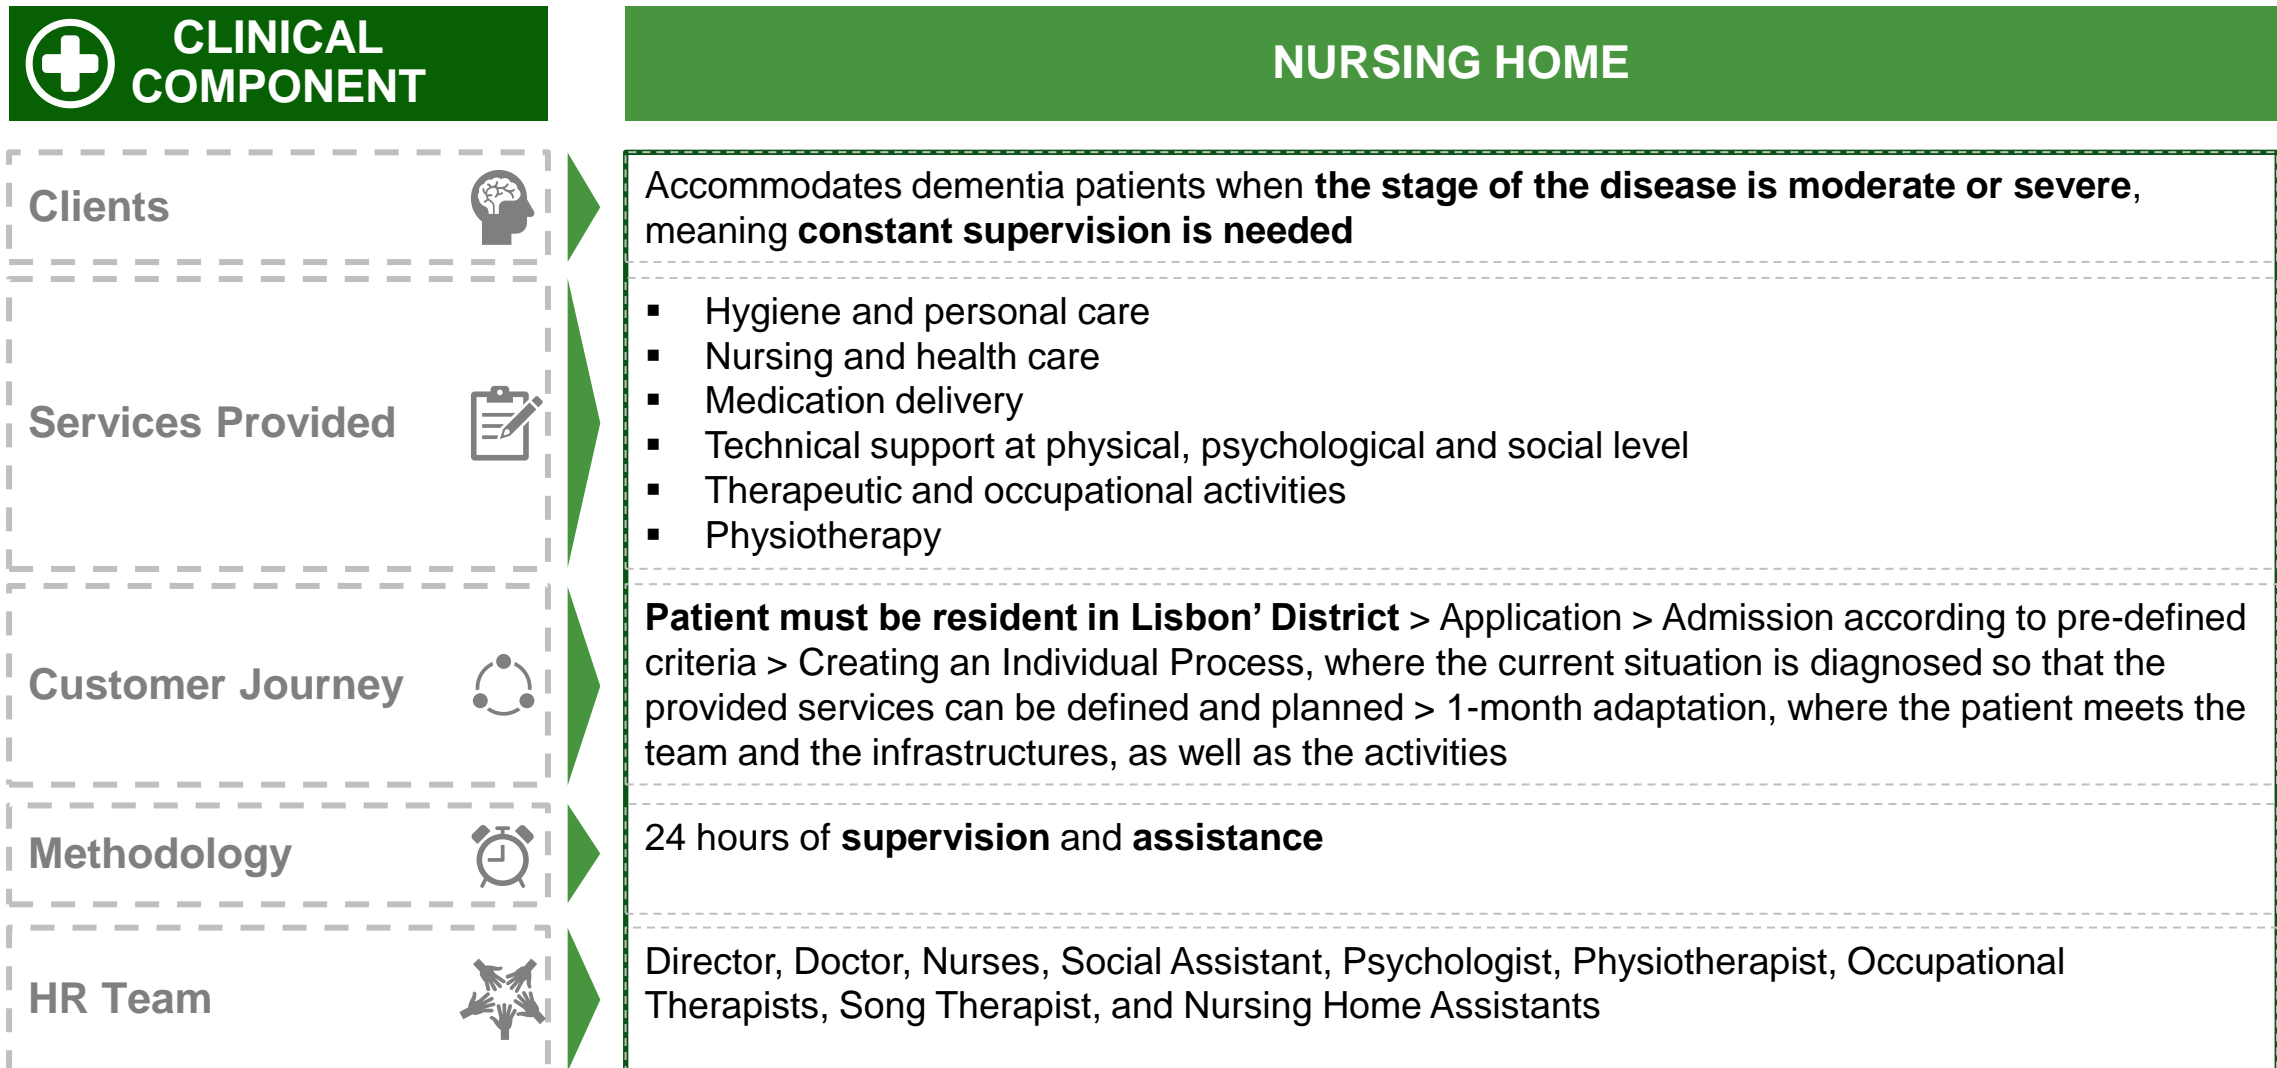 CLINICAL
COMPONENT
NURSING HOME
Clients
Accommodates dementia patients when the stage of the disease is moderate or severe,
meaning constant supervision is needed
Services Provided
▪ Hygiene and personal care
▪ Nursing and health care
▪ Medication delivery
▪ Technical support at physical, psychological and social level
▪ Therapeutic and occupational activities
▪ Physiotherapy
Customer Journey
Patient must be resident in Lisbon’ District > Application > Admission according to pre-defined
criteria > Creating an Individual Process, where the current situation is diagnosed so that the
provided services can be defined and planned > 1-month adaptation, where the patient meets the
team and the infrastructures, as well as the activities
Methodology
24 hours of supervision and assistance
HR Team
Director, Doctor, Nurses, Social Assistant, Psychologist, Physiotherapist, Occupational
Therapists, Song Therapist, and Nursing Home Assistants